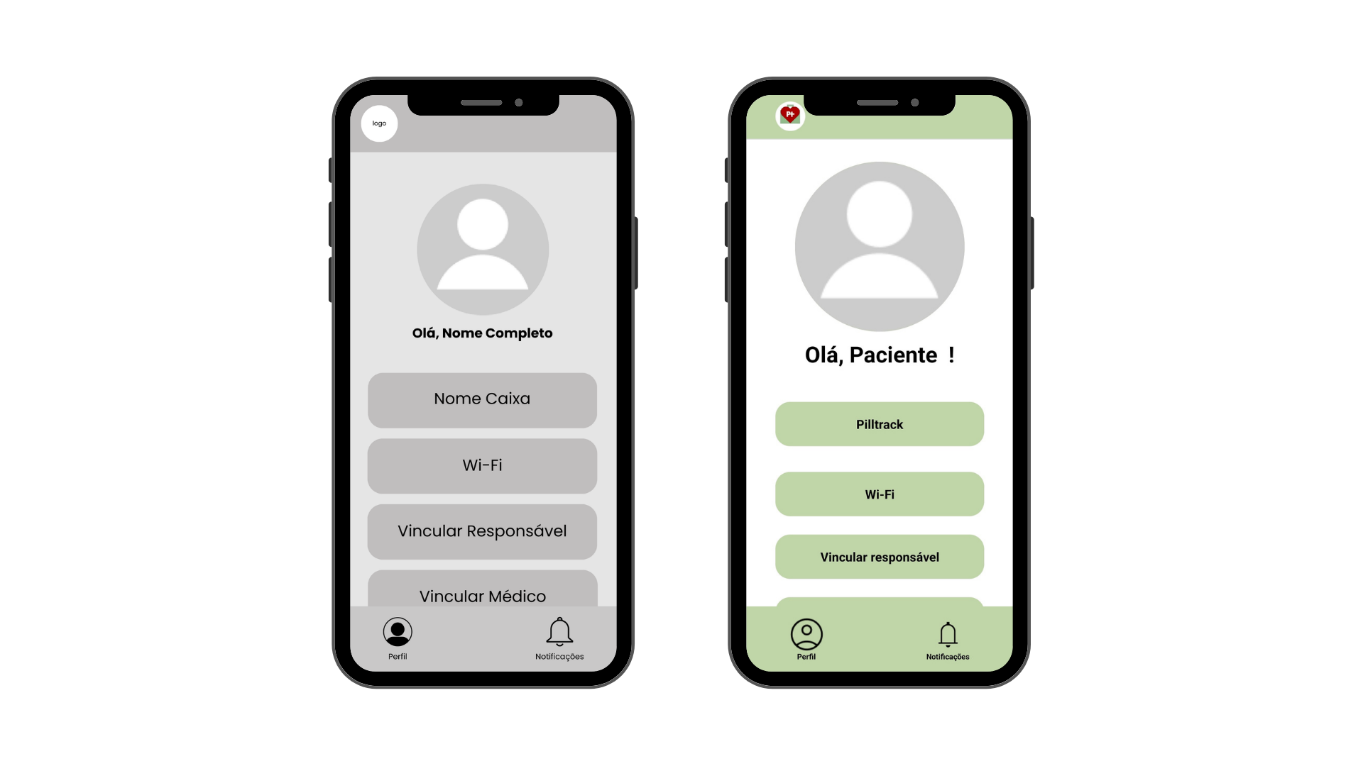 logo
Olá, Nome Completo
Nome Caixa
Wi-Fi
Vincular Responsável
Vincular Médico
Perfil
Notificações
Pt
Olá, Paciente !
Pilltrack
Wi-Fi
Vincular responsável
Perfil
Notificações